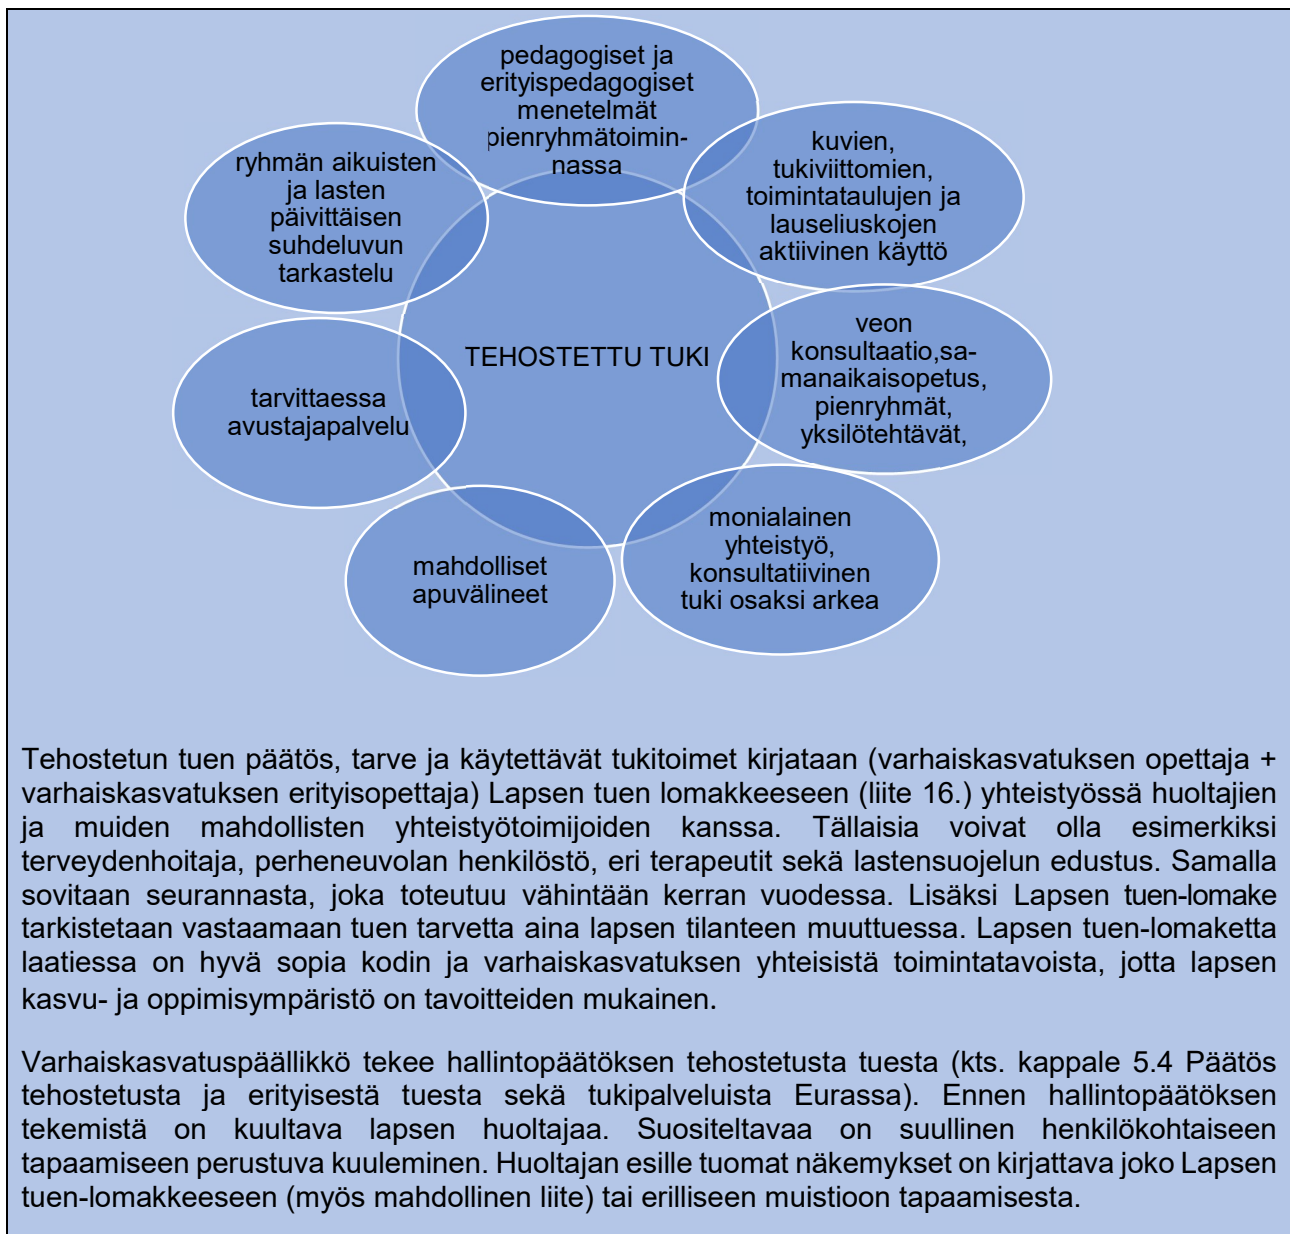 pedagogiset ja
erityispedagogiset
menetelmät
pienryhmätoimin-
nassa
kuvien,
tukiviittomien,
toimintataulujen ja
lauseliuskojen
aktiivinen käyttö
veon
konsultaatio,sa-
manaikaisopetus,
pienryhmät,
yksilötehtävät,
monialainen
yhteistyö,
konsultatiivinen
tuki osaksi arkea
mahdolliset
apuvälineet
tarvittaessa
avustajapalvelu
ryhmän aikuisten
ja lasten
päivittäisen
suhdeluvun
tarkastelu
TEHOSTETTU TUKI
Tehostetun tuen päätös, tarve ja käytettävät tukitoimet kirjataan (varhaiskasvatuksen opettaja +
varhaiskasvatuksen erityisopettaja) Lapsen tuen lomakkeeseen (liite 16.) yhteistyössä huoltajien
ja muiden mahdollisten yhteistyötoimijoiden kanssa. Tällaisia voivat olla esimerkiksi
terveydenhoitaja, perheneuvolan henkilöstö, eri terapeutit sekä lastensuojelun edustus. Samalla
sovitaan seurannasta, joka toteutuu vähintään kerran vuodessa. Lisäksi Lapsen tuen-lomake
tarkistetaan vastaamaan tuen tarvetta aina lapsen tilanteen muuttuessa. Lapsen tuen-lomaketta
laatiessa on hyvä sopia kodin ja varhaiskasvatuksen yhteisistä toimintatavoista, jotta lapsen
kasvu- ja oppimisympäristö on tavoitteiden mukainen.
Varhaiskasvatuspäällikkö tekee hallintopäätöksen tehostetusta tuesta (kts. kappale 5.4 Päätös
tehostetusta ja erityisestä tuesta sekä tukipalveluista Eurassa). Ennen hallintopäätöksen
tekemistä on kuultava lapsen huoltajaa. Suositeltavaa on suullinen henkilökohtaiseen
tapaamiseen perustuva kuuleminen. Huoltajan esille tuomat näkemykset on kirjattava joko Lapsen
tuen-lomakkeeseen (myös mahdollinen liite) tai erilliseen muistioon tapaamisesta.